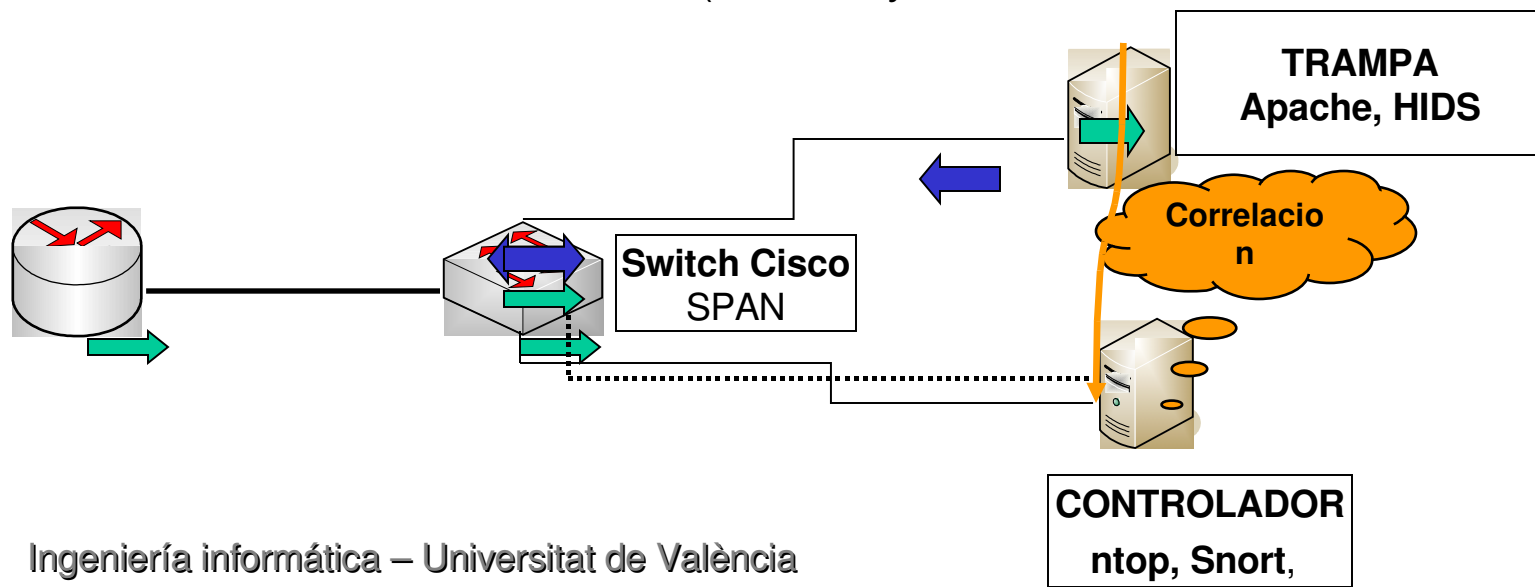 TRAMPA
Apache, HIDS
Correlacio
n
Switch Cisco
SPAN
CONTROLADOR
ntop, Snort,
Ingeniería informática – Universitat de València